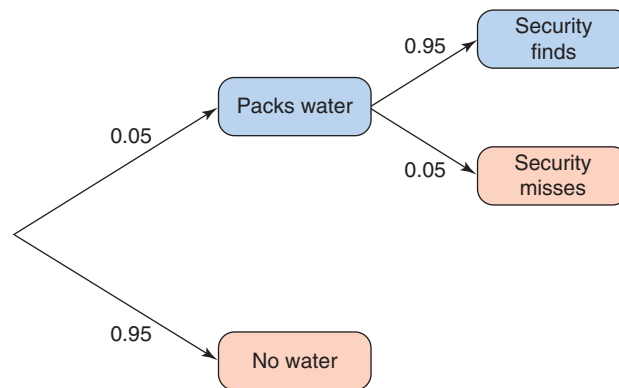 0.95
Security
finds
Packs water
0.05
0.05
Security
misses
0.95
No water